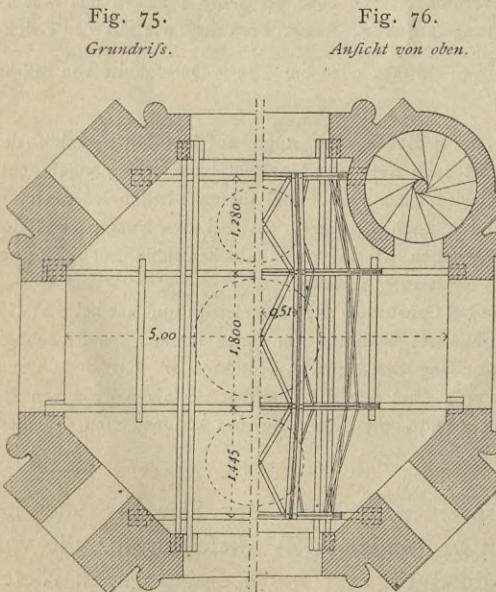 Fig. 75.
Grundriſs.
Fig. 76.
Anſicht von oben.
1,280
0,51
5,00
1,800
1,445